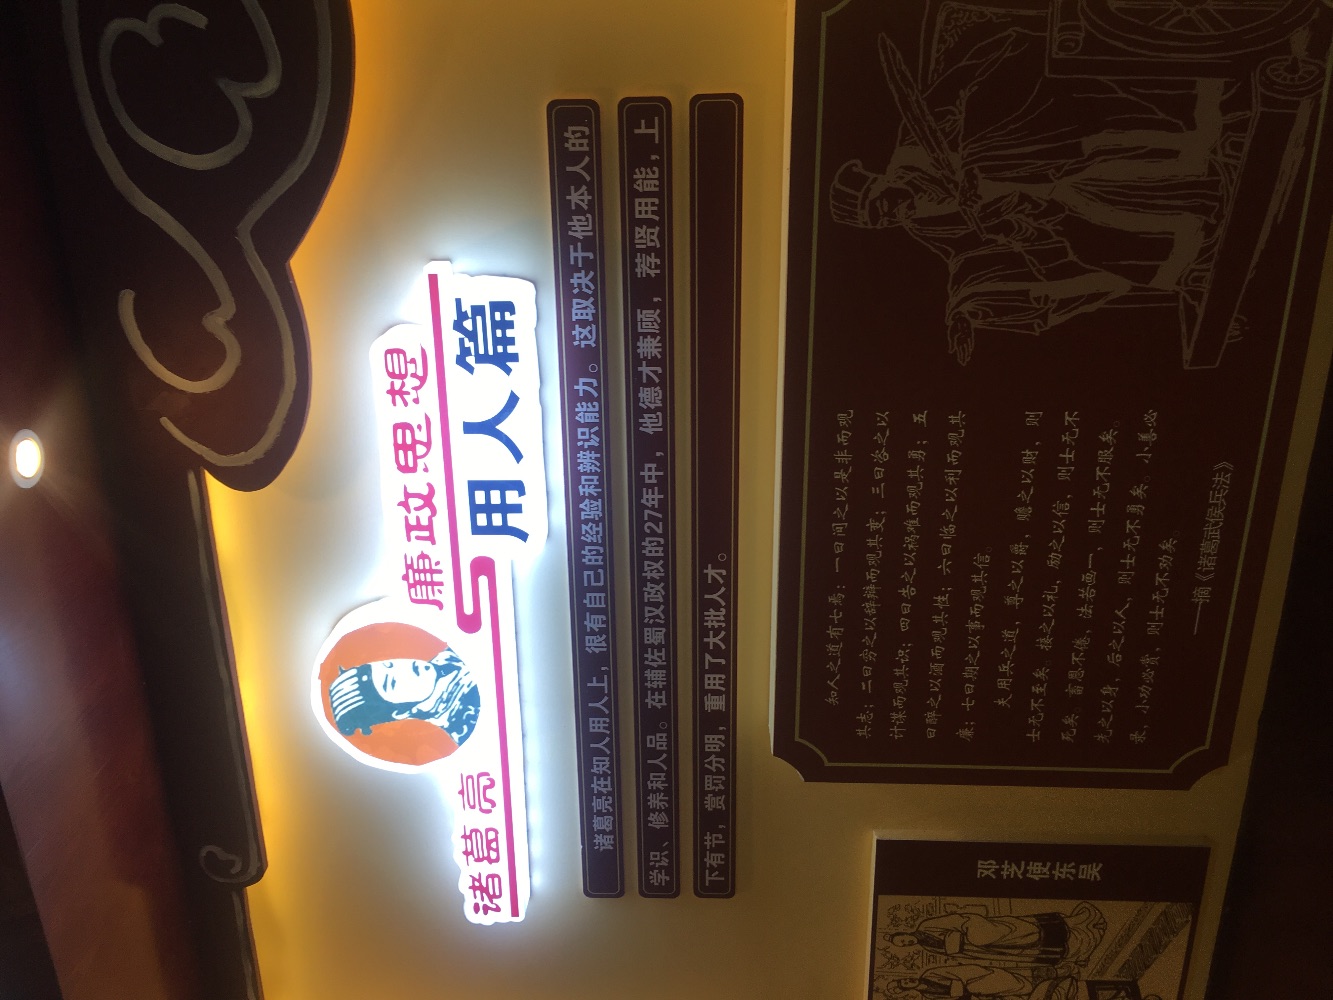 诸葛亮 廉政思想
用人篇
诸葛亮在知人用人上，很有自己的经验和辨识能力。这取决于他本人的
学识、修养和人品。在辅佐蜀汉政权的27年中，他德才兼顾，荐贤用能，上
下有节，赏罚分明，重用了大批人才。
知人之道有七焉：一曰问之以是非而观
其志；二曰穷之以辞辩而观其变；三曰咨之以
计谋而观其识；四曰告之以祸难而观其勇；五
曰醉之以酒而观其性；六曰临之以利而观其
廉；七曰期之以事而观其信。
夫用兵之道，尊之以爵，赡之以财，则
士无不至矣；接之以礼，励之以信，则士无不
死矣。畜恩不倦，法若画一，则士无不服矣。
先之以身，后之以人，则士无不勇矣。小善必
录，小功必赏，则士无不劝矣。
——摘《诸葛武侯兵法》
邓芝使东吴